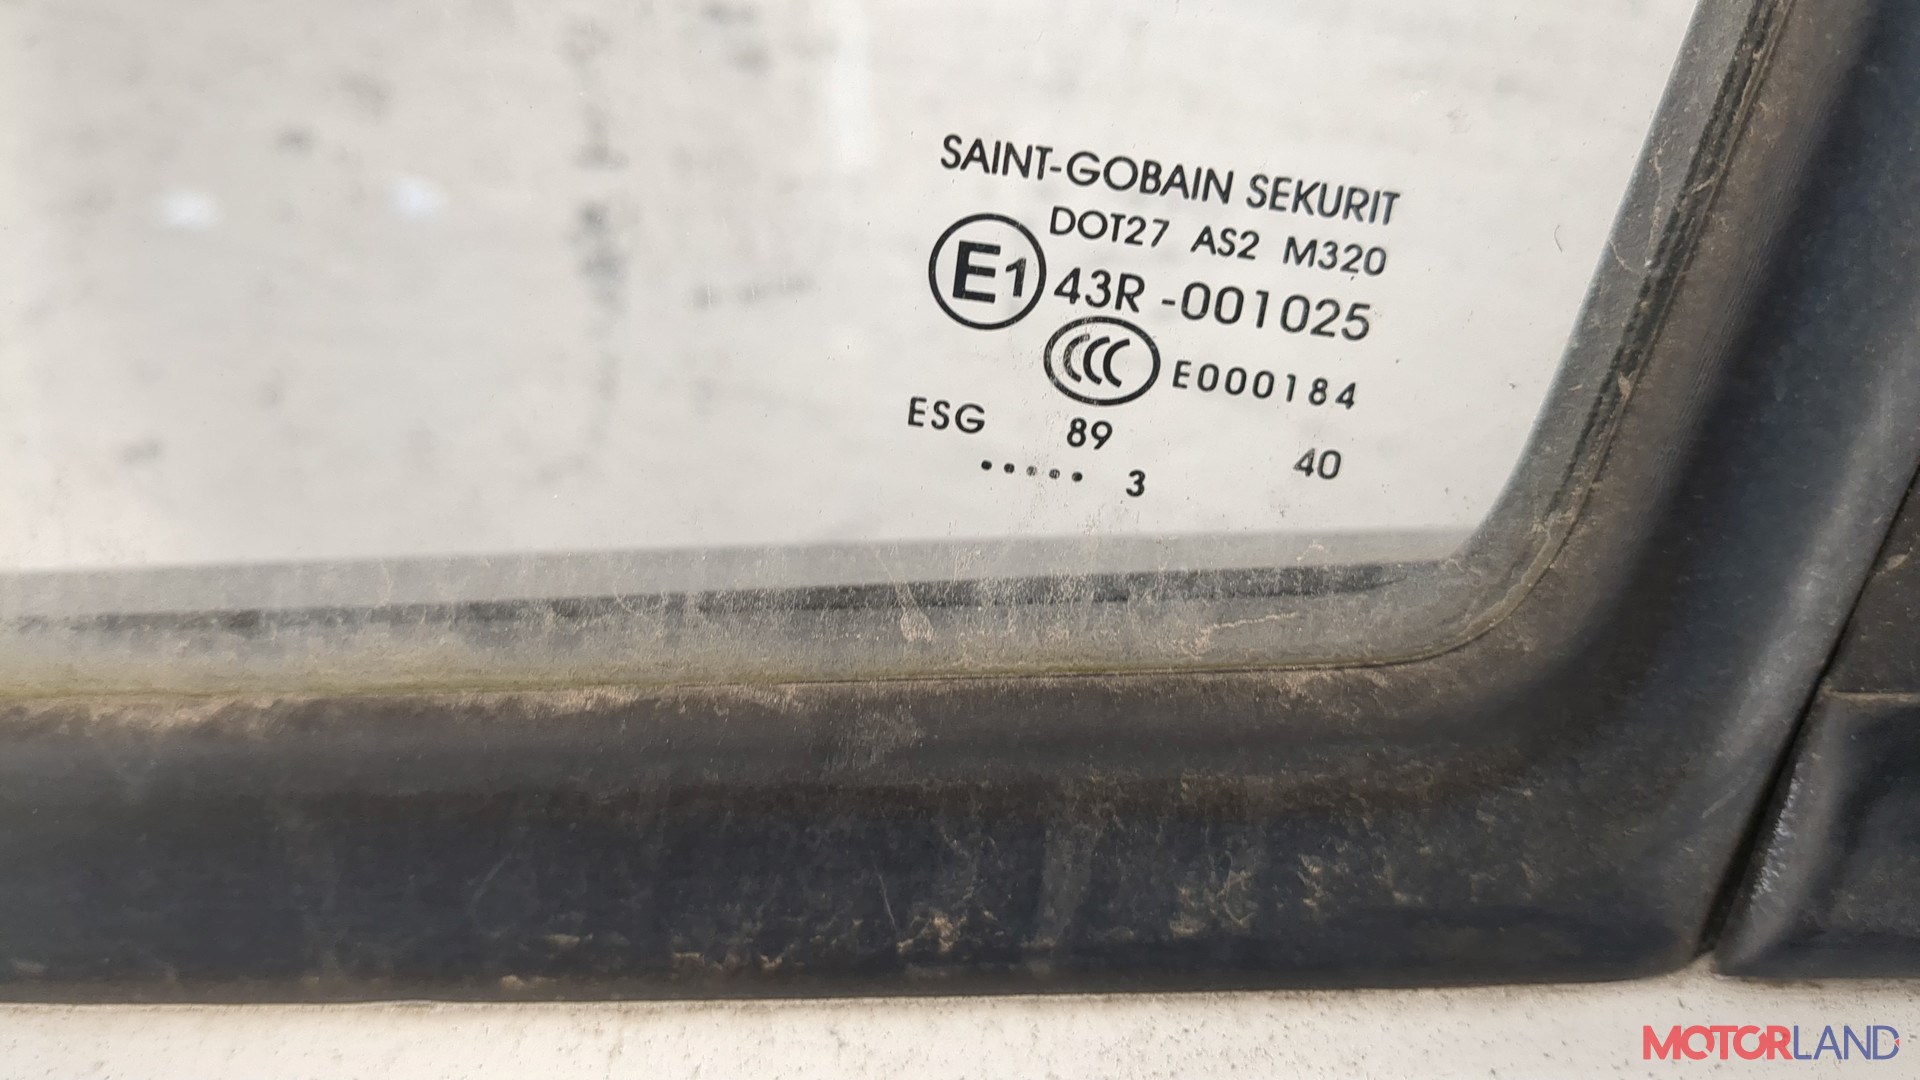 SAINT-GOBAIN SEKURIT
DOT27 AS2 M320
E1 43R -001025
CCC E000184
ESG 89 40
..... 3
MOTORLAND